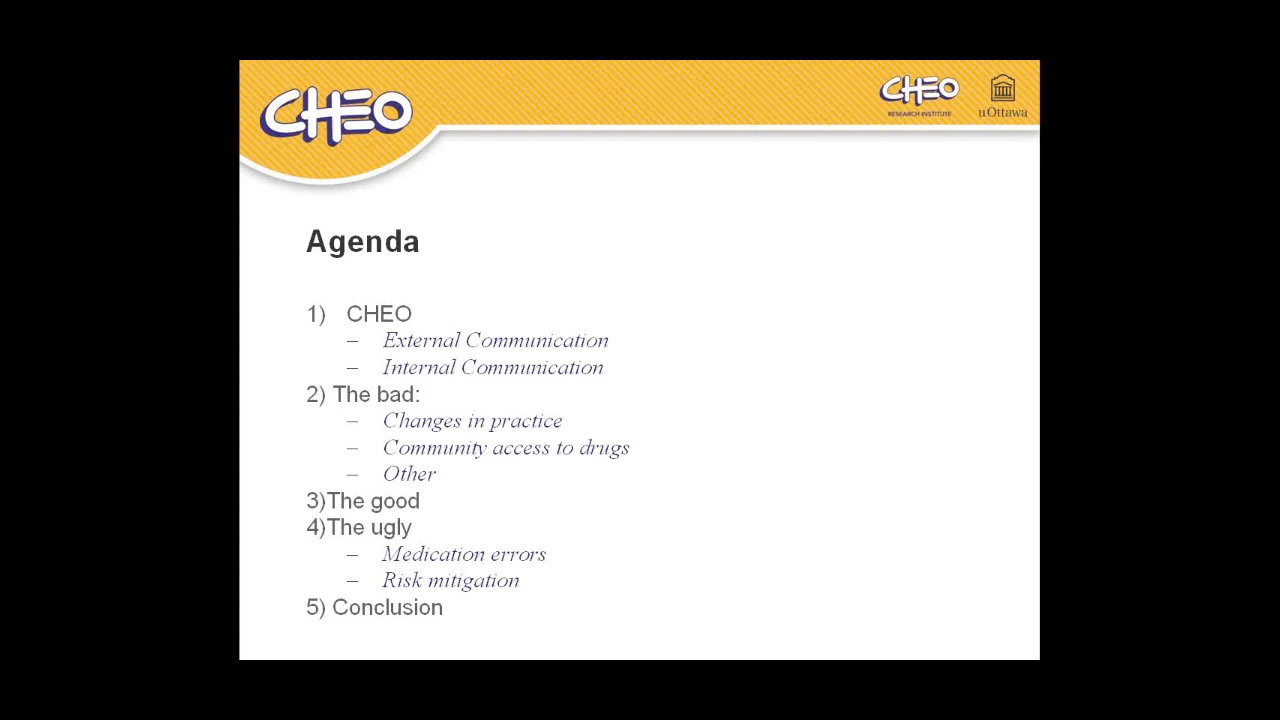 CHEO
CHEO
RESEARCH INSTITUTE
uOttawa
Agenda
1) CHEO
– External Communication
– Internal Communication
2) The bad:
– Changes in practice
– Community access to drugs
– Other
3)The good
4)The ugly
– Medication errors
– Risk mitigation
5) Conclusion